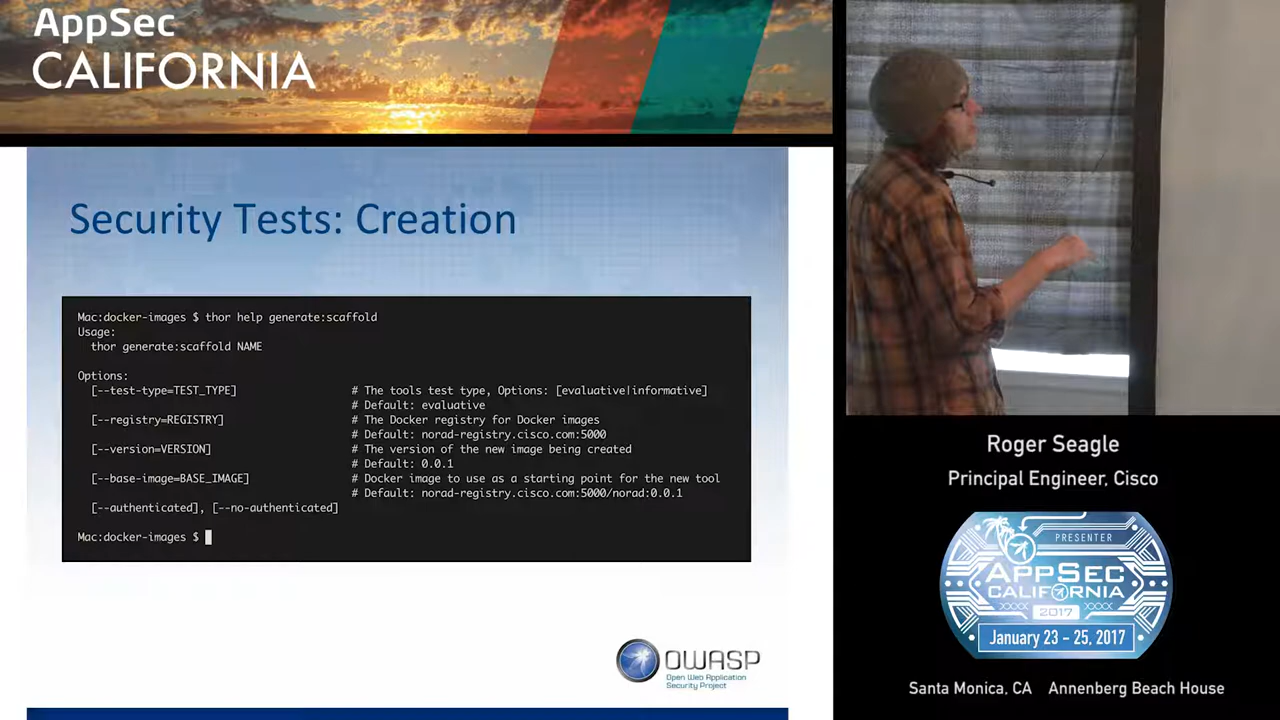 AppSec
CALIFORNIA
Security Tests: Creation
Mac:docker-images $ thor help generate:scaffold
Usage:
thor generate:scaffold NAME
Options:
[--test-type=TEST_TYPE] # The tools test type, Options: [evaluative|informative]
# Default: evaluative
[--registry=REGISTRY] # The Docker registry for Docker images
# Default: norad-registry.cisco.com:5000
[--version=VERSION] # The version of the new image being created
# Default: 0.0.1
[--base-image=BASE_IMAGE] # Docker image to use as a starting point for the new tool
# Default: norad-registry.cisco.com:5000/norad:0.0.1
[--authenticated], [--no-authenticated]
Mac:docker-images $
OWASP
Open Web Application
Security Project
Roger Seagle
Principal Engineer, Cisco
PRESENTER
APPSEC
CALIFORNIA
2017
January 23 - 25, 2017
Santa Monica, CA Annenberg Beach House